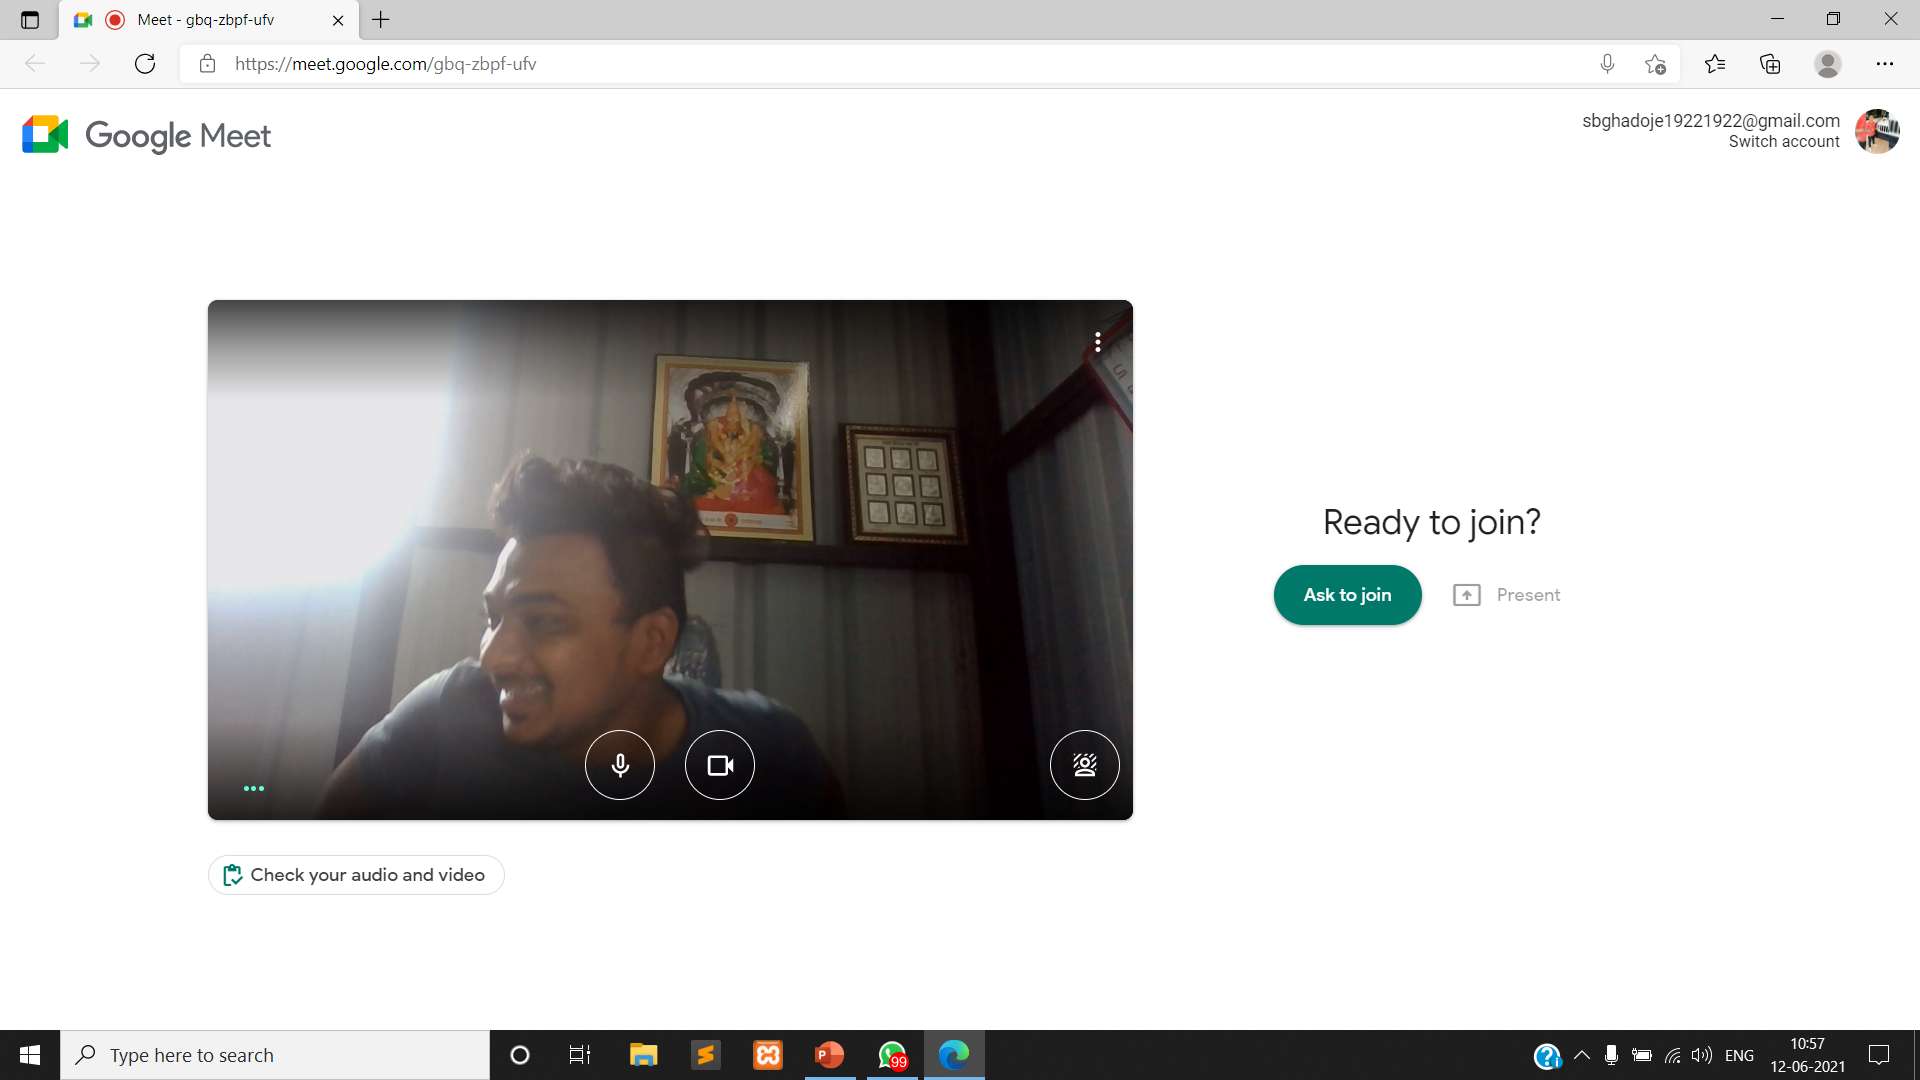 Meet - gbq-zbpf-ufv
https://meet.google.com/gbq-zbpf-ufv
Google Meet
sbghadoje19221922@gmail.com
Switch account
Ready to join?
Ask to join
Present
Check your audio and video
Type here to search
99
ENG
10:57
12-06-2021